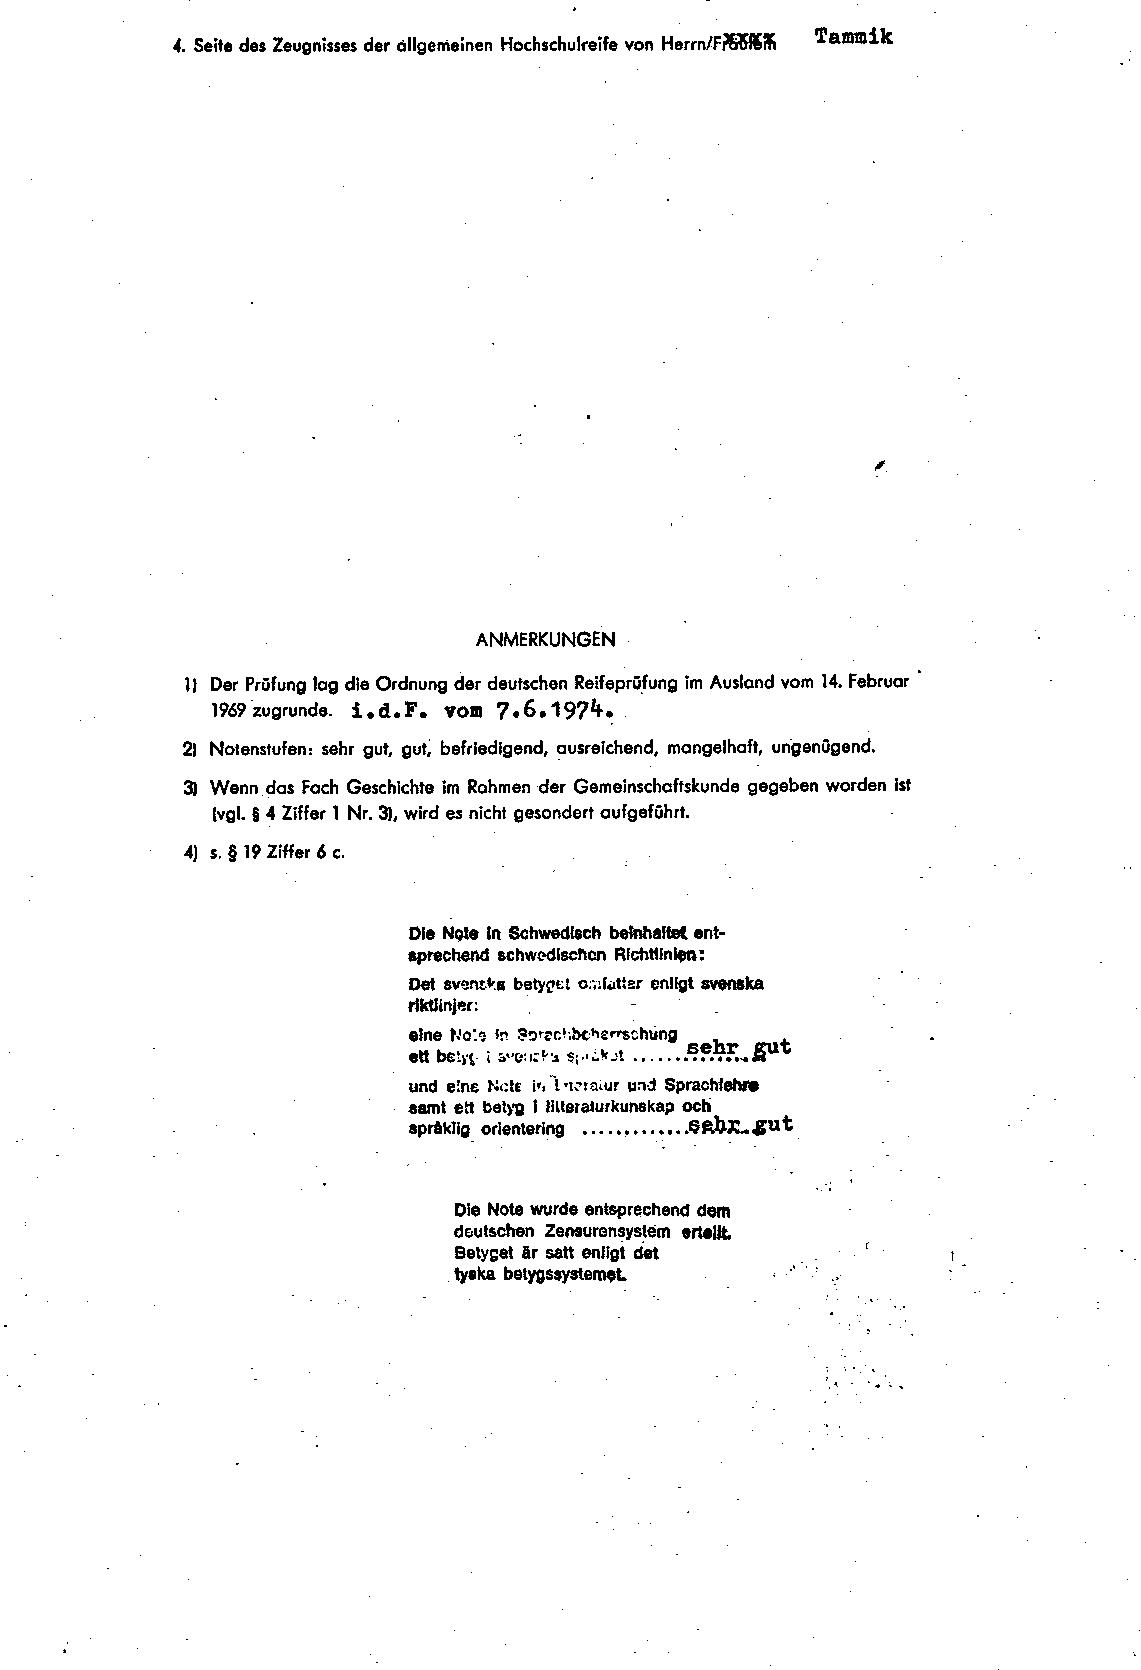 4. Seite des Zeugnisses der allgemeinen Hochschulreife von Herrn/ Tammik
ANMERKUNGEN
1) Der Prüfung lag die Ordnung der deutschen Reifeprüfung im Ausland vom 14. Februar
1969 zugrunde. i.d.F. vom 7.6.1974.
2) Notenstufen: sehr gut, gut, befriedigend, ausreichend, mangelhaft, ungenügend.
3) Wenn das Fach Geschichte im Rahmen der Gemeinschaftskunde gegeben worden ist
(vgl. § 4 Ziffer 1 Nr. 3), wird es nicht gesondert aufgeführt.
4) s. § 19 Ziffer 6 c.
Die Note in Schwedisch beinhaltet ent-
sprechend schwedischen Richtlinien:
Det svenska betyget omfattar enligt svenska
riktlinjer:
eine Note in Sprachbeherrschung
ett betyg i svenska språket .............. sehr gut
und eine Note in Literatur und Sprachlehre
samt ett betyg i litteraturkunskap och
språklig orientering ............. sehr gut
Die Note wurde entsprechend dem
deutschen Zensurensystem erteilt.
Betyget är satt enligt det
tyska betygssystemet.